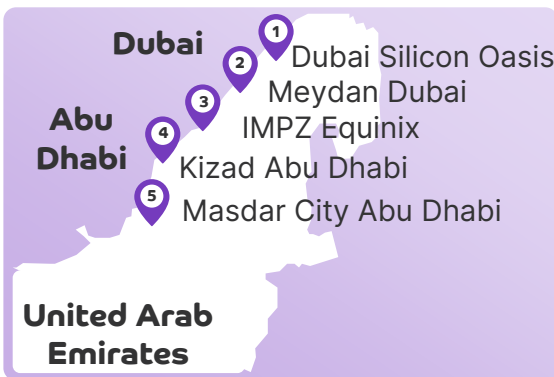 Dubai
1
Dubai Silicon Oasis
2
Meydan Dubai
3
IMPZ Equinix
Abu
Dhabi
4
Kizad Abu Dhabi
5
Masdar City Abu Dhabi
United Arab
Emirates